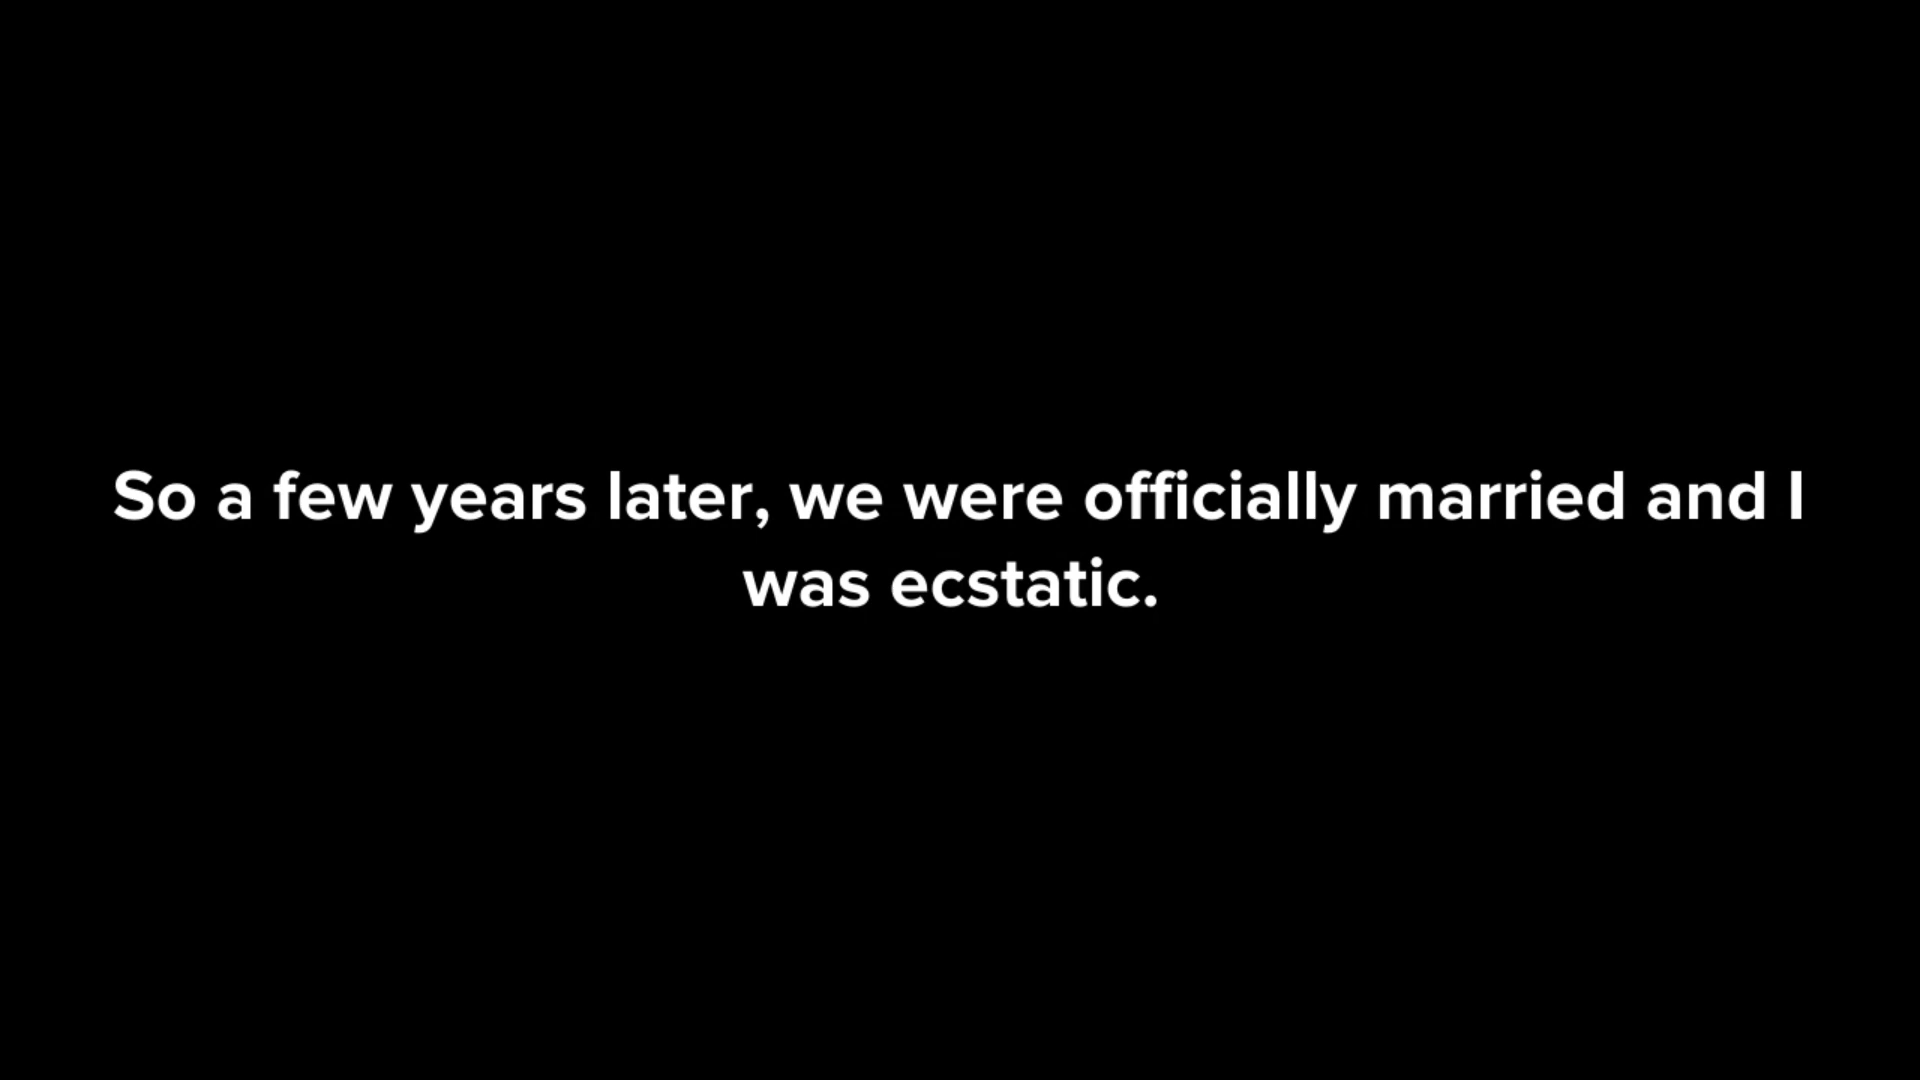 So a few years later, we were officially married and I
was ecstatic.